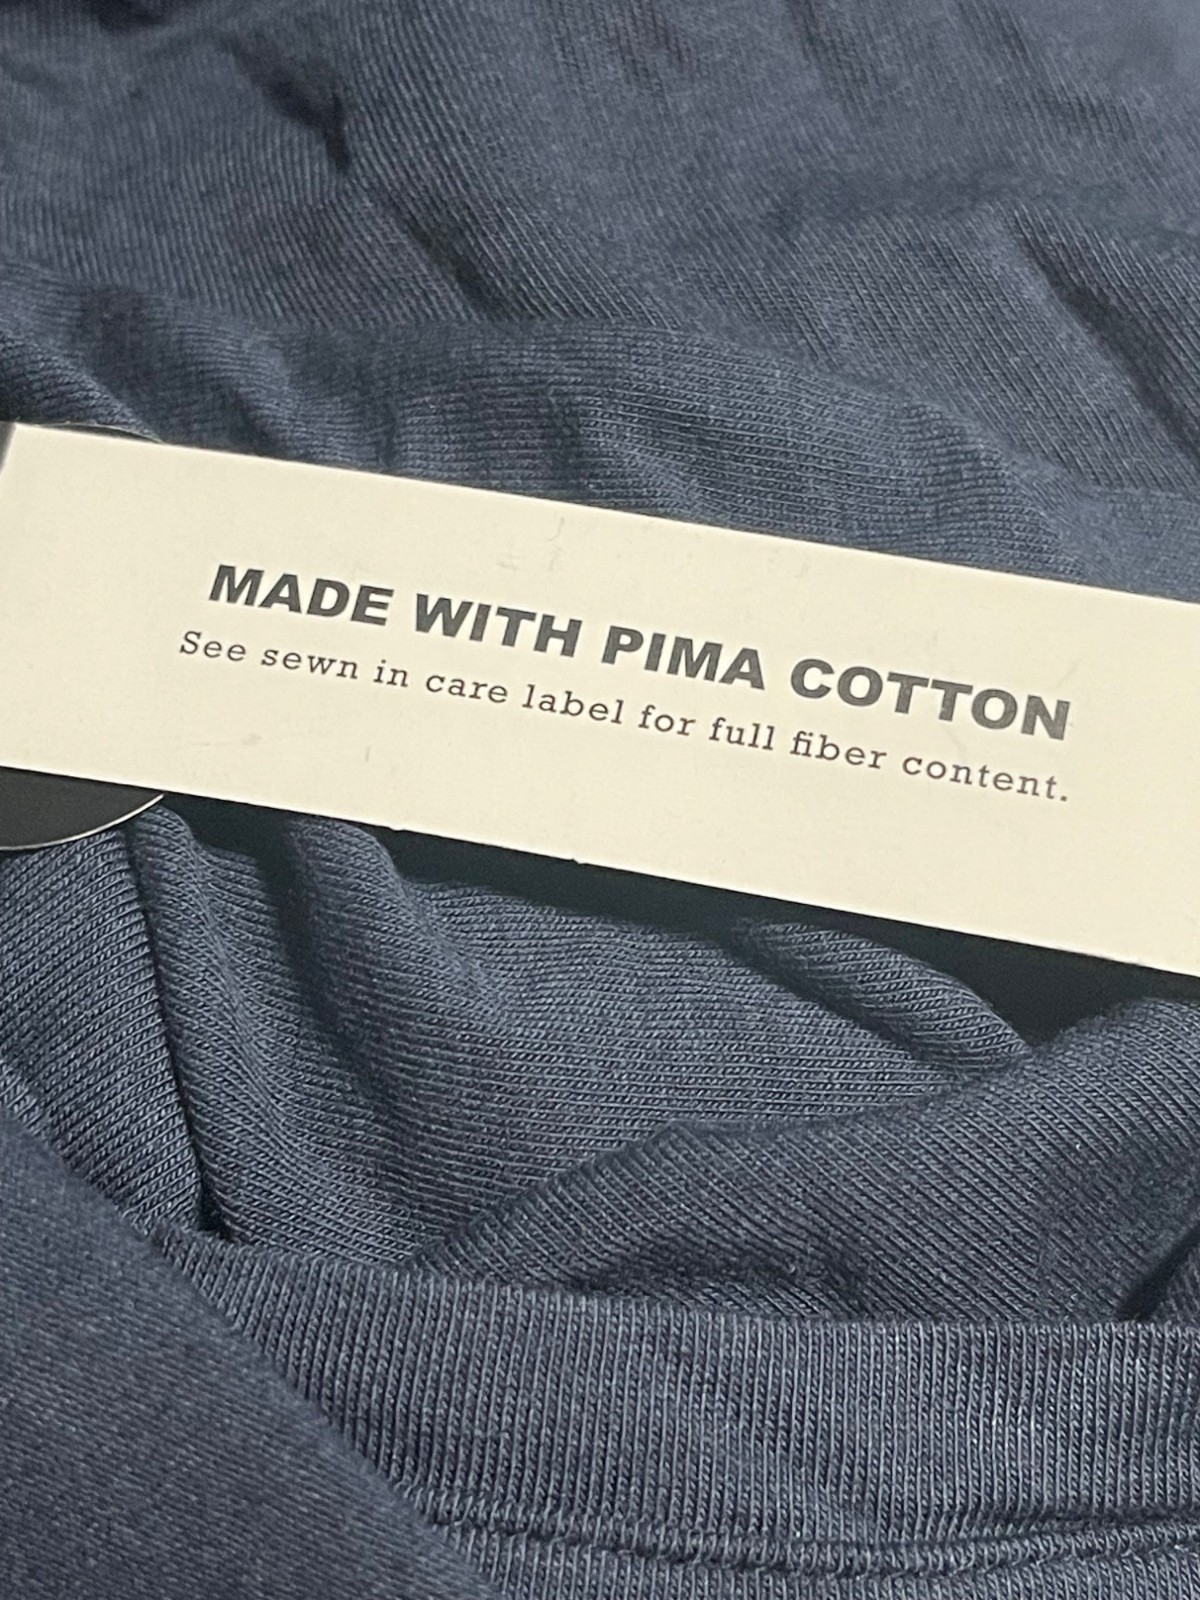 MADE WITH PIMA COTTON
See sewn in care label for full fiber content.